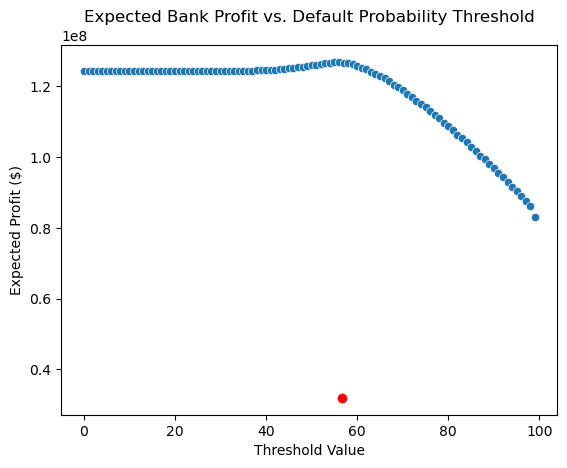 Expected Bank Profit vs. Default Probability Threshold
1e8
1.2
1.0
0.8
0.6
0.4
Expected Profit ($)
0 20 40 60 80 100
Threshold Value